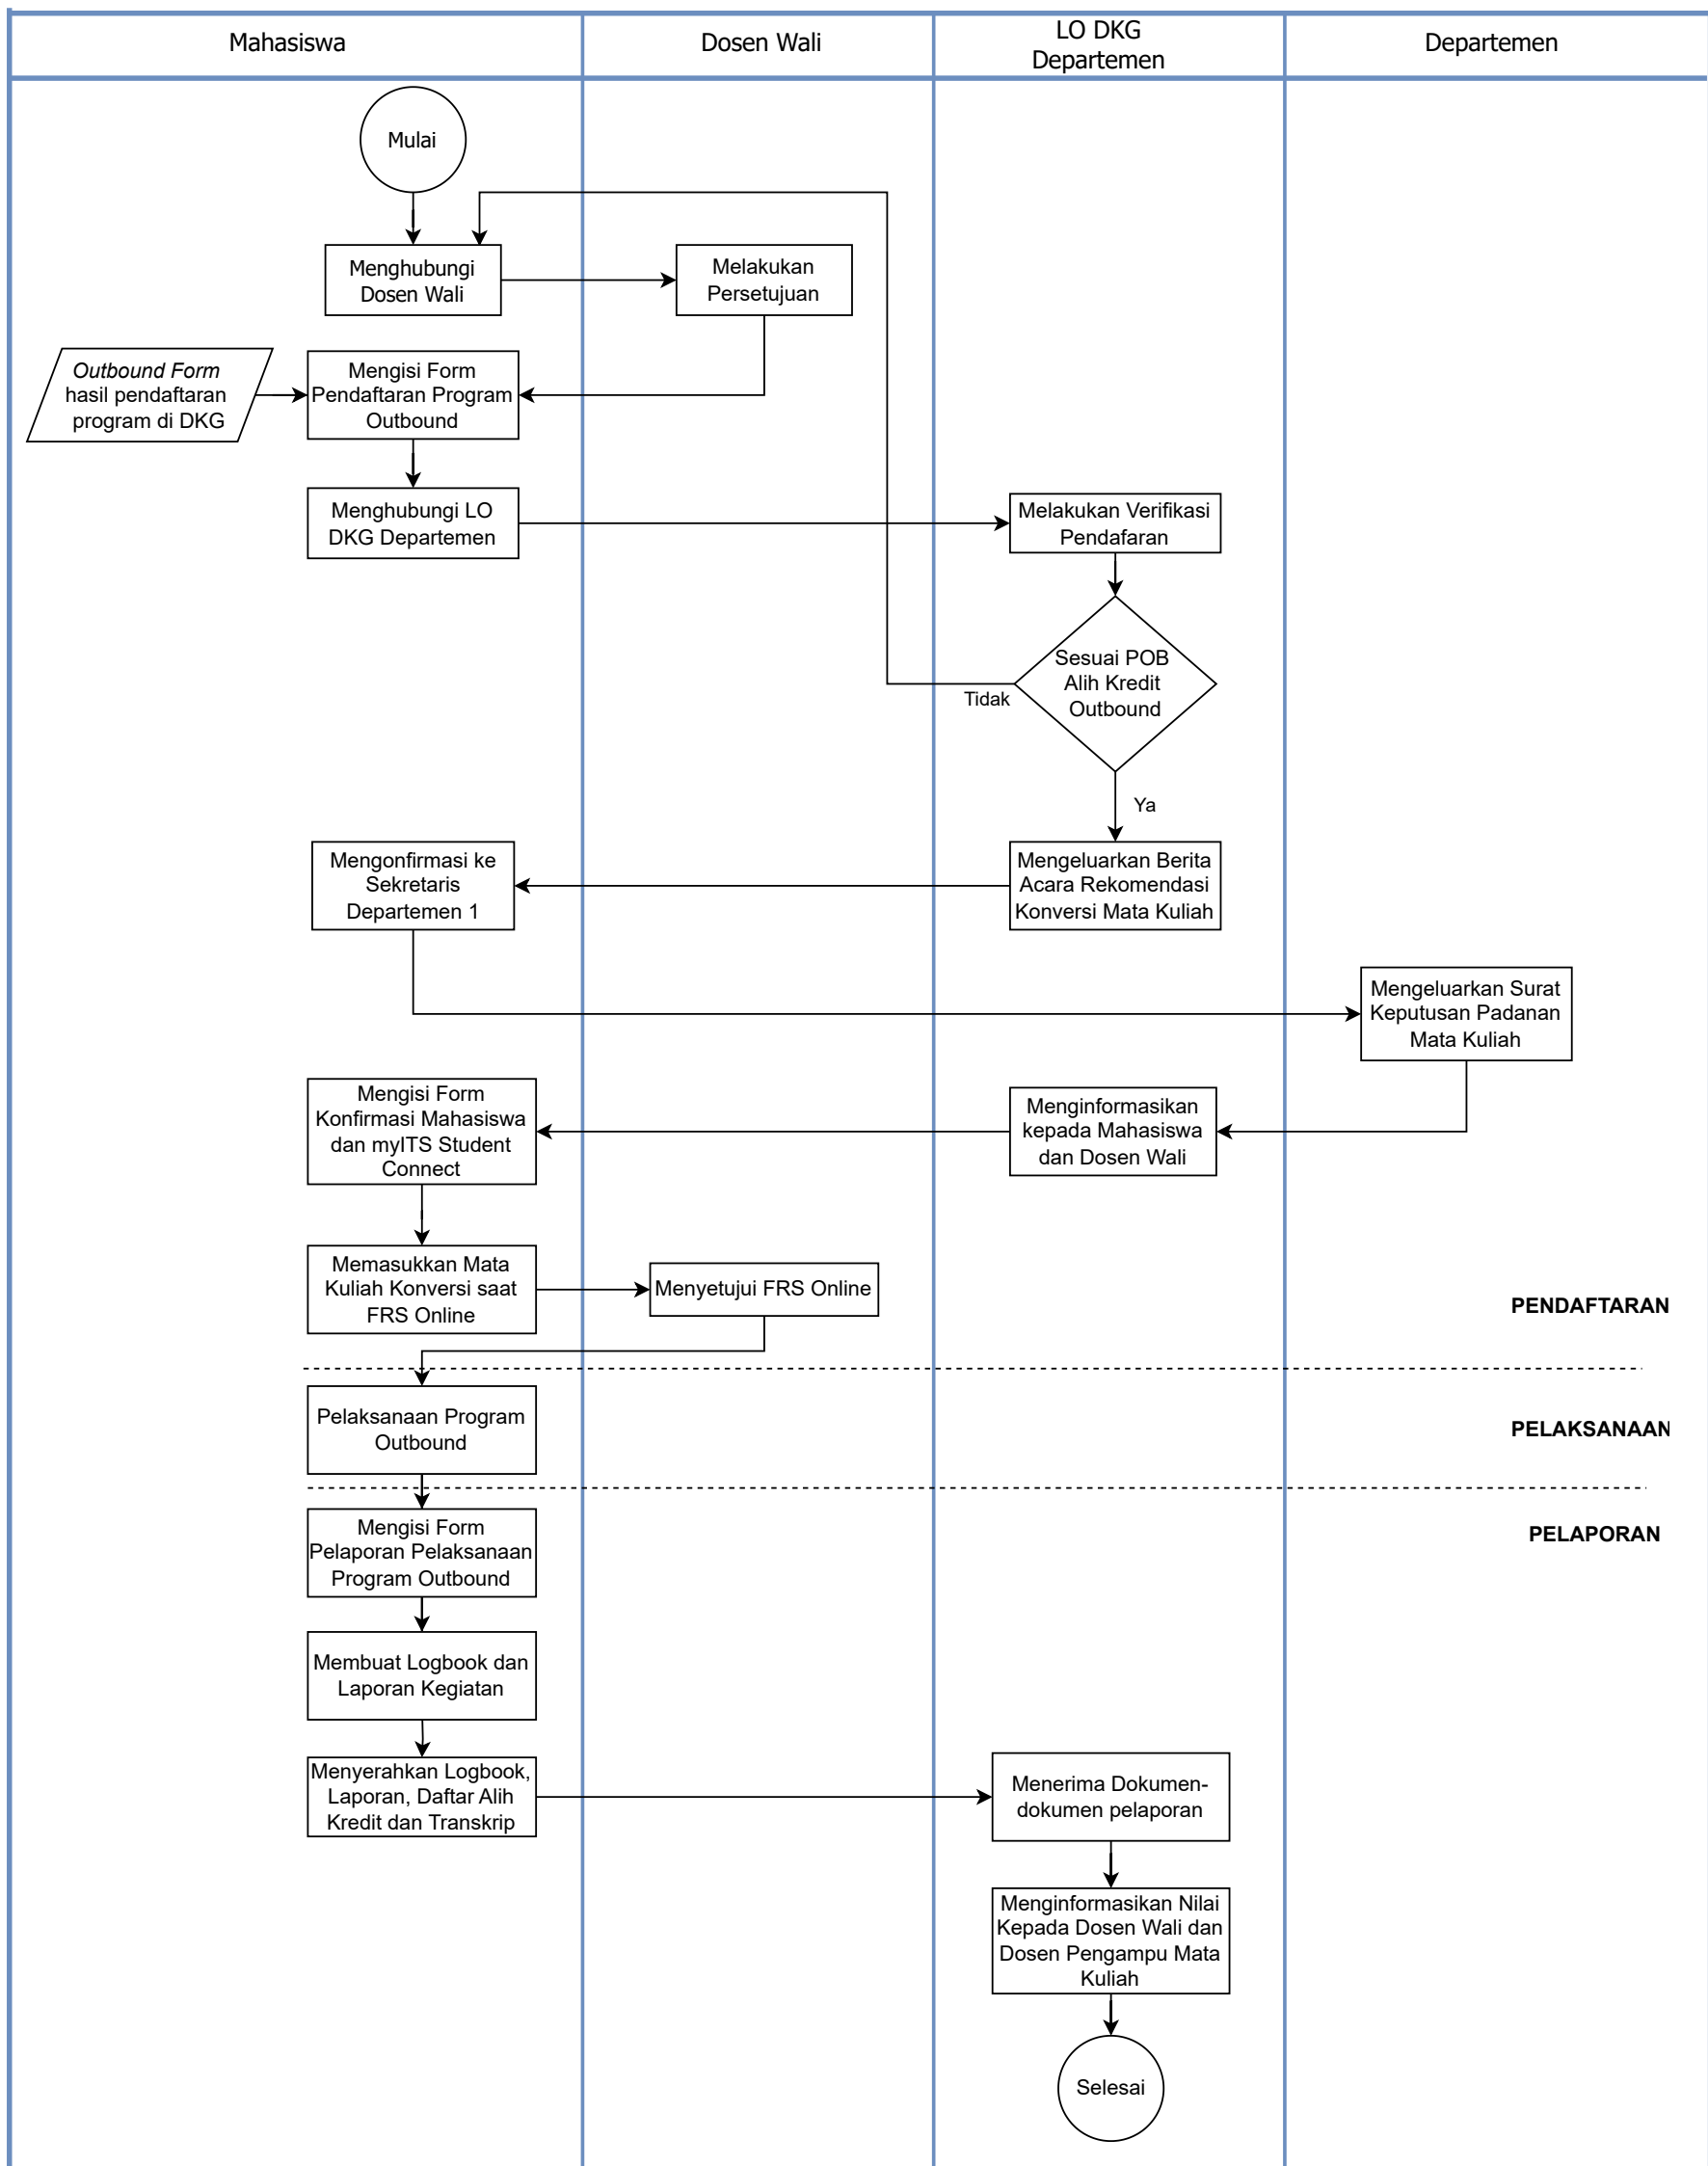 Mahasiswa
Dosen Wali
LO DKG
Departemen
Departemen
Mulai
Menghubungi
Dosen Wali
Melakukan
Persetujuan
Outbound Form
hasil pendaftaran
program di DKG
Mengisi Form
Pendaftaran Program
Outbound
Menghubungi LO
DKG Departemen
Melakukan Verifikasi
Pendafaran
Sesuai POB
Alih Kredit
Outbound
Tidak
Ya
Mengonfirmasi ke
Sekretaris
Departemen 1
Mengeluarkan Berita
Acara Rekomendasi
Konversi Mata Kuliah
Mengeluarkan Surat
Keputusan Padanan
Mata Kuliah
Mengisi Form
Konfirmasi Mahasiswa
dan myITS Student
Connect
Menginformasikan
kepada Mahasiswa
dan Dosen Wali
Memasukkan Mata
Kuliah Konversi saat
FRS Online
Menyetujui FRS Online
PENDAFTARAN
Pelaksanaan Program
Outbound
PELAKSANAAN
Mengisi Form
Pelaporan Pelaksanaan
Program Outbound
PELAPORAN
Membuat Logbook dan
Laporan Kegiatan
Menyerahkan Logbook,
Laporan, Daftar Alih
Kredit dan Transkrip
Menerima Dokumen-
dokumen pelaporan
Menginformasikan Nilai
Kepada Dosen Wali dan
Dosen Pengampu Mata
Kuliah
Selesai